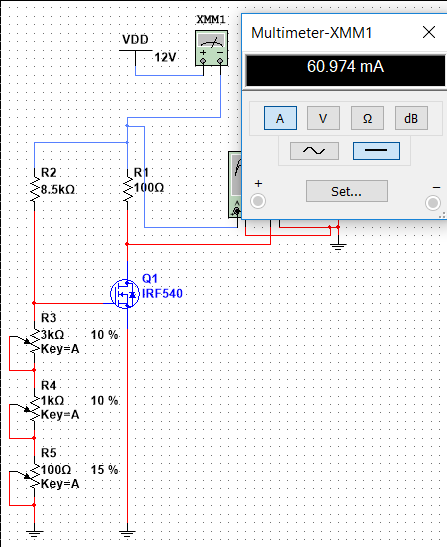 XMM1
VDD
12V
Multimeter-XMM1
60.974 mA
A
V
Ω
dB
Set...
+
−
R2
8.5kΩ
R1
100Ω
A
Q1
IRF540
R3
3kΩ 10 %
Key=A
R4
1kΩ 10 %
Key=A
R5
100Ω 15 %
Key=A